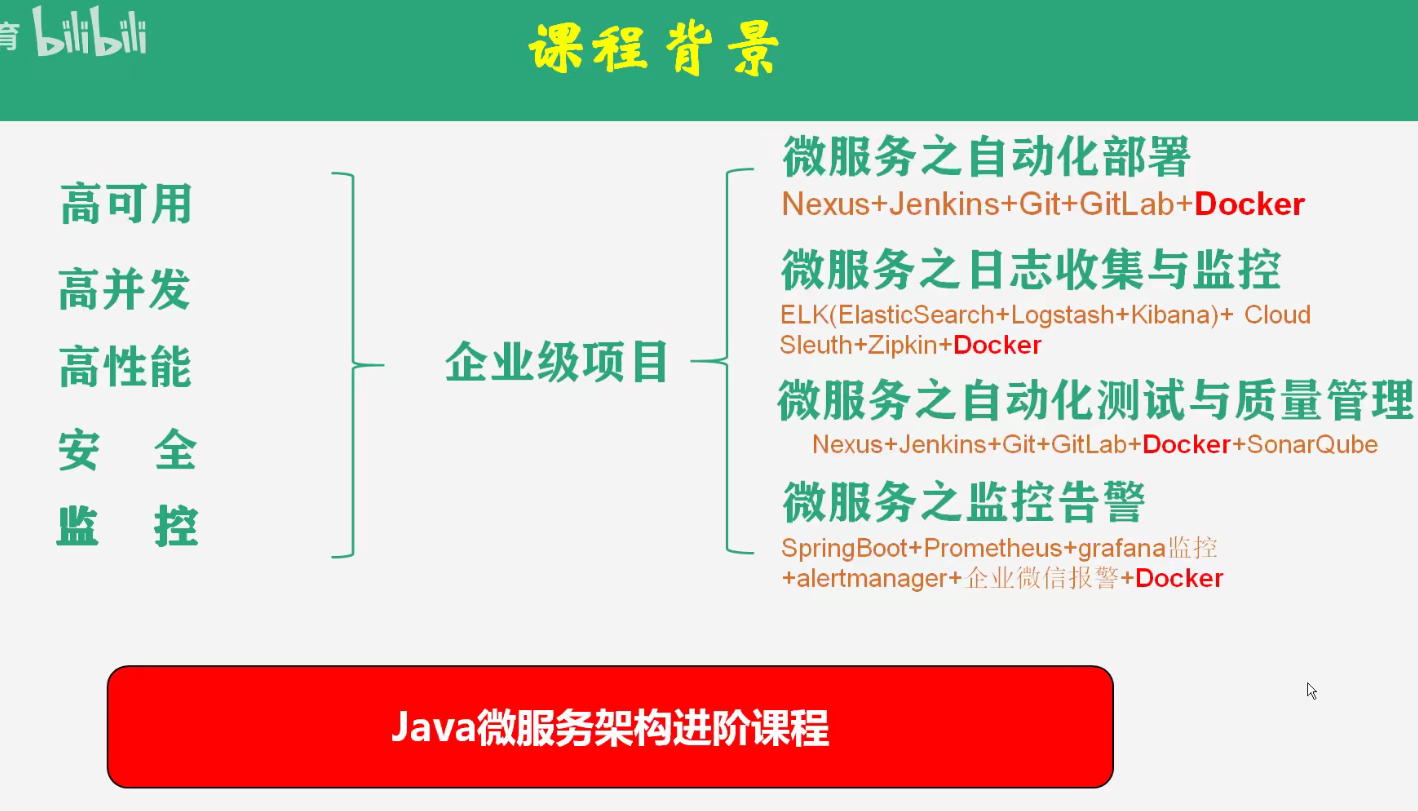 育 bilibili
课程背景
高可用
高并发
高性能
安 全
监 控
企业级项目
微服务之自动化部署
Nexus+Jenkins+Git+GitLab+Docker
微服务之日志收集与监控
ELK(ElasticSearch+Logstash+Kibana)+ Cloud
Sleuth+Zipkin+Docker
微服务之自动化测试与质量管理
Nexus+Jenkins+Git+GitLab+Docker+SonarQube
微服务之监控告警
SpringBoot+Prometheus+grafana监控
+alertmanager+企业微信报警+Docker
Java微服务架构进阶课程